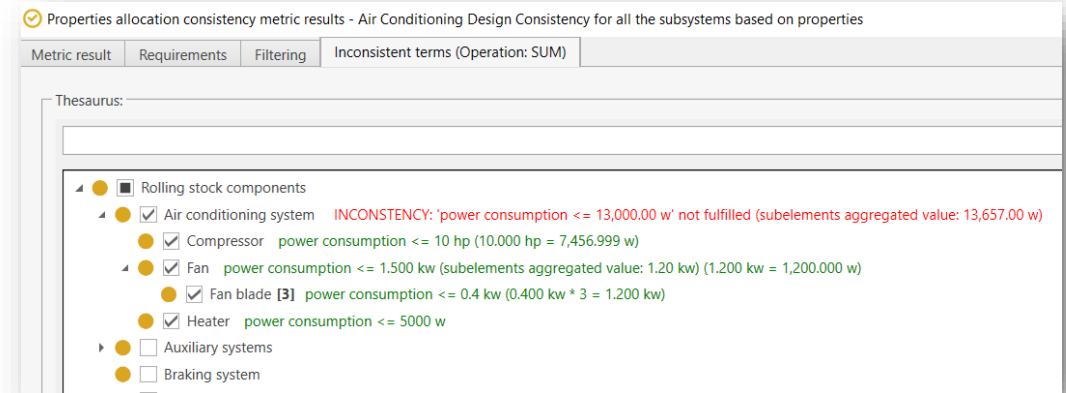 Properties allocation consistency metric results - Air Conditioning Design Consistency for all the subsystems based on properties
Metric result Requirements Filtering Inconsistent terms (Operation: SUM)
Thesaurus:
Rolling stock components
Air conditioning system INCONSTENCY: 'power consumption <= 13,000.00 w' not fulfilled (subelements aggregated value: 13,657.00 w)
Compressor power consumption <= 10 hp (10.000 hp = 7,456.999 w)
Fan power consumption <= 1.500 kw (subelements aggregated value: 1.20 kw) (1.200 kw = 1,200.000 w)
Fan blade [3] power consumption <= 0.4 kw (0.400 kw * 3 = 1.200 kw)
Heater power consumption <= 5000 w
Auxiliary systems
Braking system